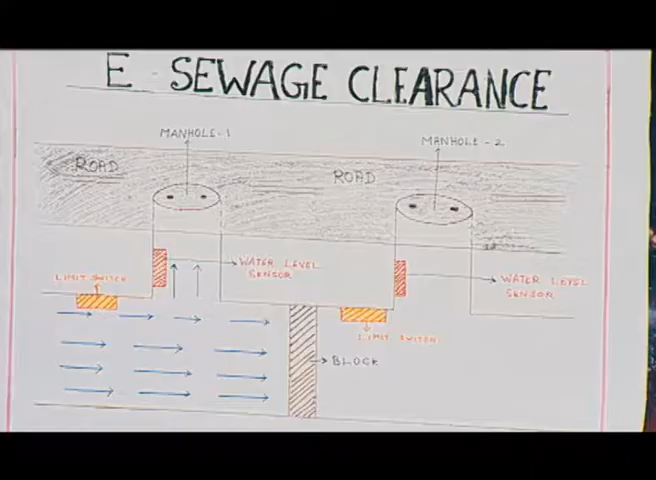 E SEWAGE CLEARANCE
MANHOLE-1
MANHOLE-2
ROAD
ROAD
LIMIT SWITCH
WATER LEVEL
SENSOR
WATER LEVEL
SENSOR
LIMIT SWITCH
BLOCK